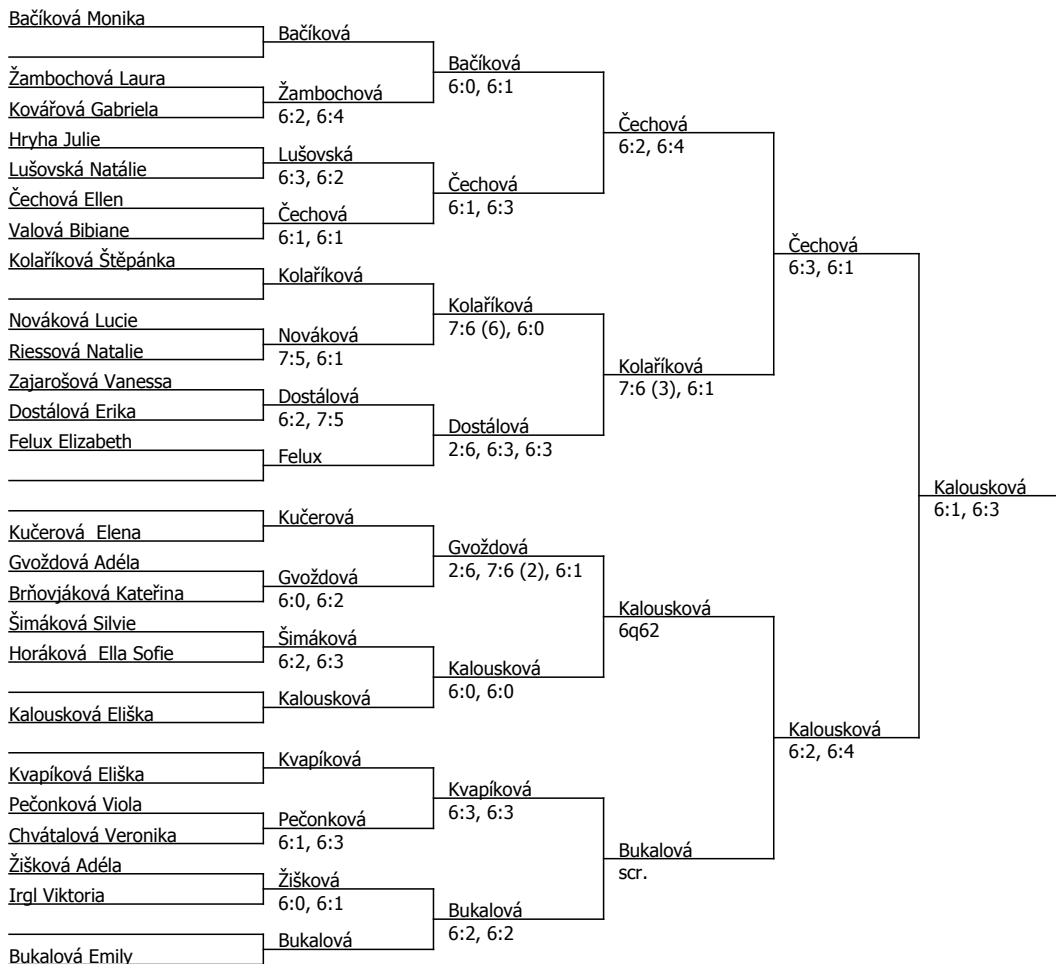 Bačíková Monika
Žambochová Laura
Kovářová Gabriela
Hryha Julie
Lušovská Natálie
Čechová Ellen
Valová Bibiane
Kolaříková Štěpánka
Nováková Lucie
Riessová Natalie
Zajarošová Vanessa
Dostálová Erika
Felux Elizabeth
Kučerová  Elena
Gvoždová Adéla
Brňovjáková Kateřina
Šimáková Silvie
Horáková  Ella Sofie
Kalousková Eliška
Kvapíková Eliška
Pečonková Viola
Chvátalová Veronika
Žišková Adéla
Irgl Viktoria
Bukalová Emily
Bačíková
Žambochová
6:2, 6:4
Lušovská
6:3, 6:2
Čechová
6:1, 6:1
Kolaříková
Nováková
7:5, 6:1
Dostálová
6:2, 7:5
Felux
Kučerová
Gvoždová
6:0, 6:2
Šimáková
6:2, 6:3
Kalousková
Kvapíková
Pečonková
6:1, 6:3
Žišková
6:0, 6:1
Bukalová
Bačíková
6:0, 6:1
Čechová
6:1, 6:3
Kolaříková
7:6 (6), 6:0
Dostálová
2:6, 6:3, 6:3
Gvoždová
2:6, 7:6 (2), 6:1
Kalousková
6:0, 6:0
Kvapíková
6:3, 6:3
Bukalová
6:2, 6:2
Čechová
6:2, 6:4
Kolaříková
7:6 (3), 6:1
Kalousková
6q62
Bukalová
scr.
Čechová
6:3, 6:1
Kalousková
6:2, 6:4
Kalousková
6:1, 6:3